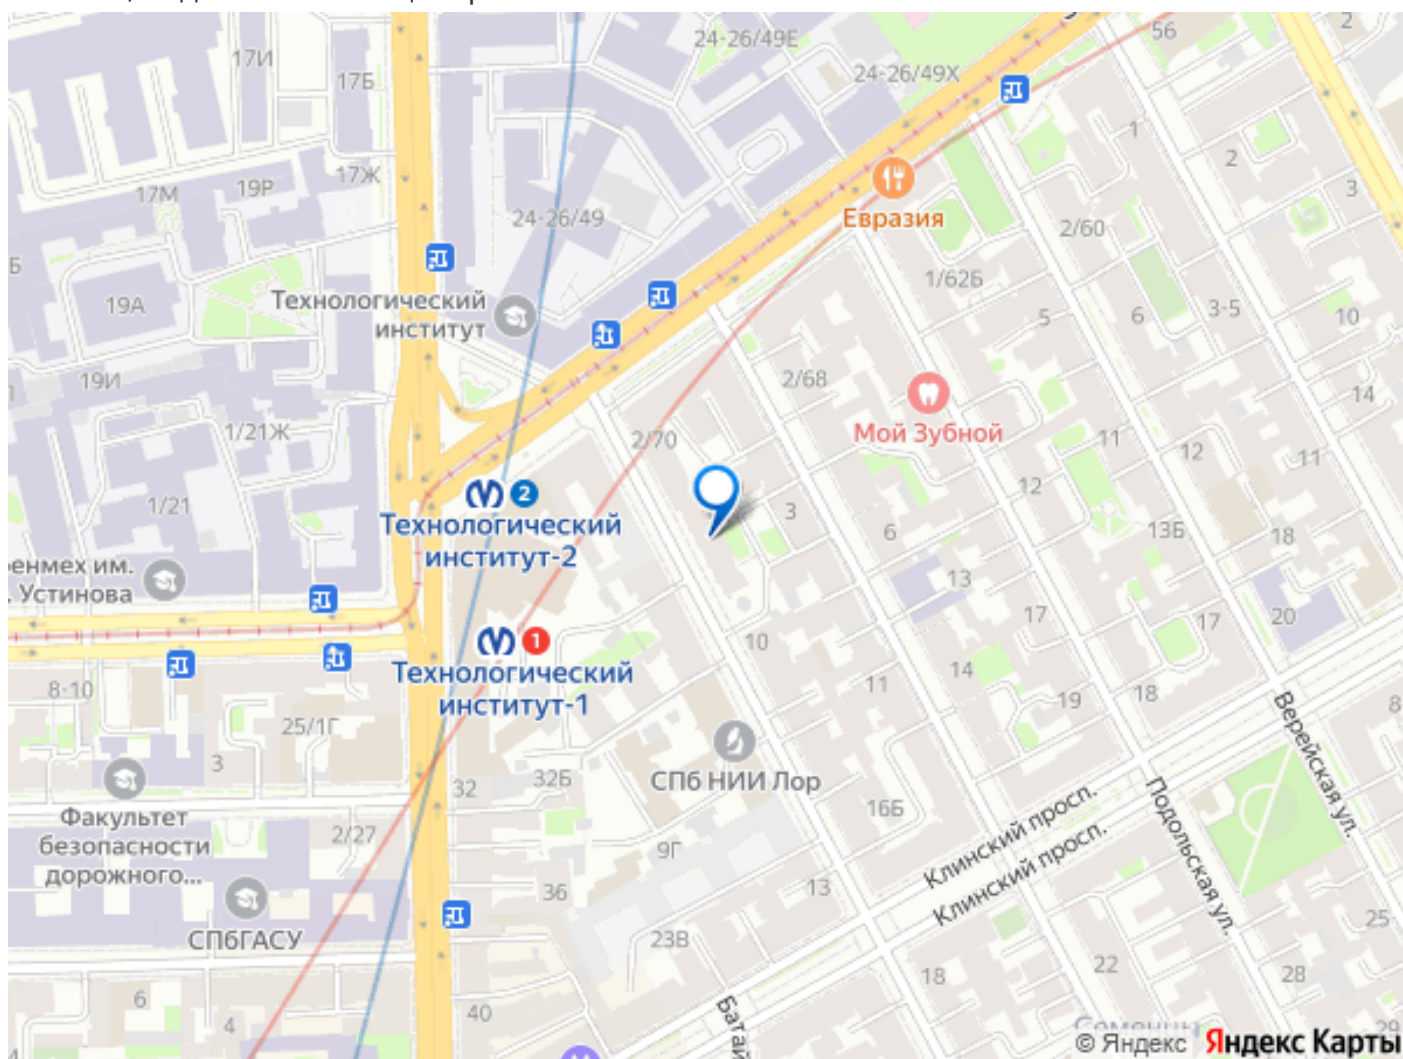 56
2
24-26/49Е
17И
17Б
24-26/49Х
1
2
3
17М
19Р
17Ж
24-26/49
Евразия
2/60
Б
19А
Технологический
институт
1/62Б
5
6
3-5
10
19И
2/68
14
1/21Ж
2/70
Мой Зубной
11
12
11
1/21
2
Технологический
институт-2
3
12
6
13Б
18
енмех им.
. Устинова
13
17
17
20
1
Технологический
институт-1
10
14
11
19
18
8-10
25/1Г
3
32
32Б
СПб НИИ Лор
16Б
Верейская ул.
8
Факультет
безопасности
дорожного...
2/27
9Г
Клинский просп.
Клинский просп.
Подольская ул.
36
13
СПбГАСУ
23В
25
6
4
40
18
22
28
Батай
© Яндекс Яндекс Карты